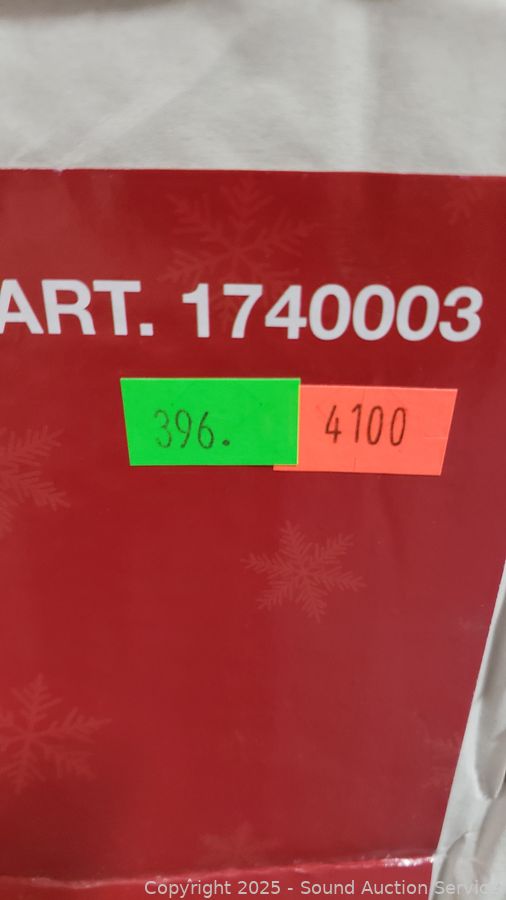 ART. 1740003
396. 4100
Copyright 2025 - Sound Auction Service